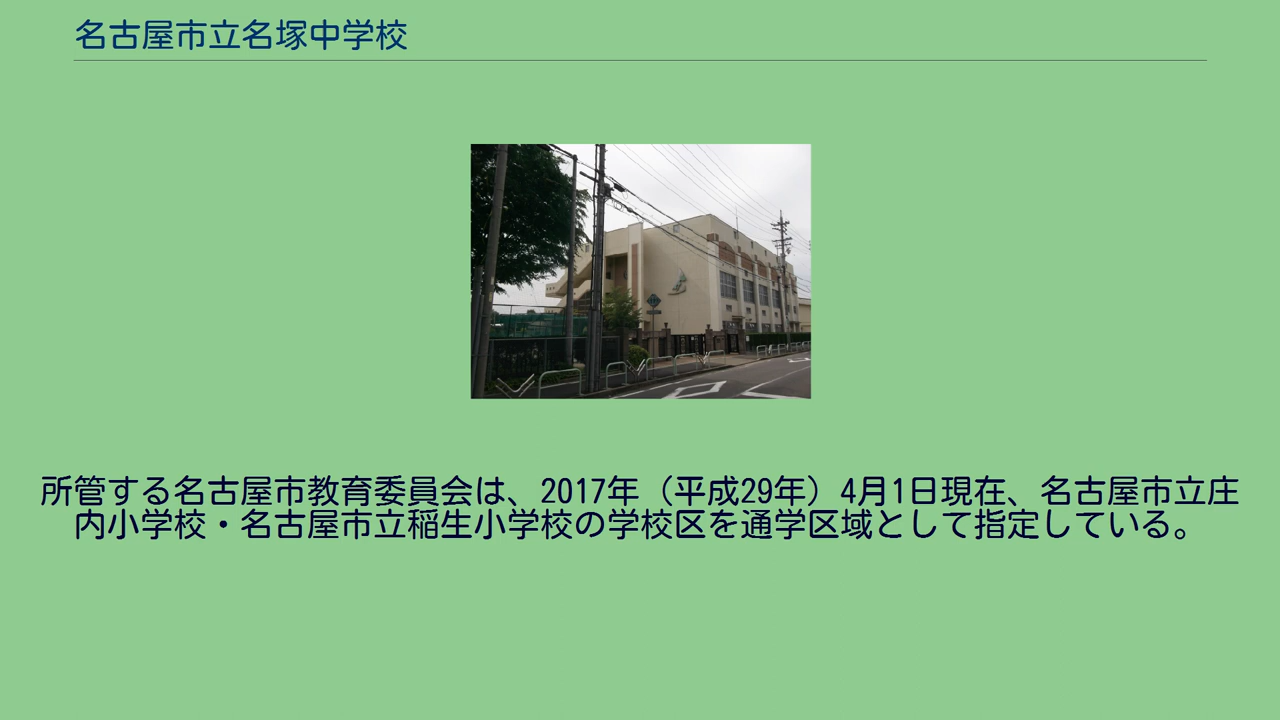 名古屋市立名塚中学校
所管する名古屋市教育委員会は、2017年（平成29年）4月1日現在、名古屋市立庄
内小学校・名古屋市立稲生小学校の学校区を通学区域として指定している。